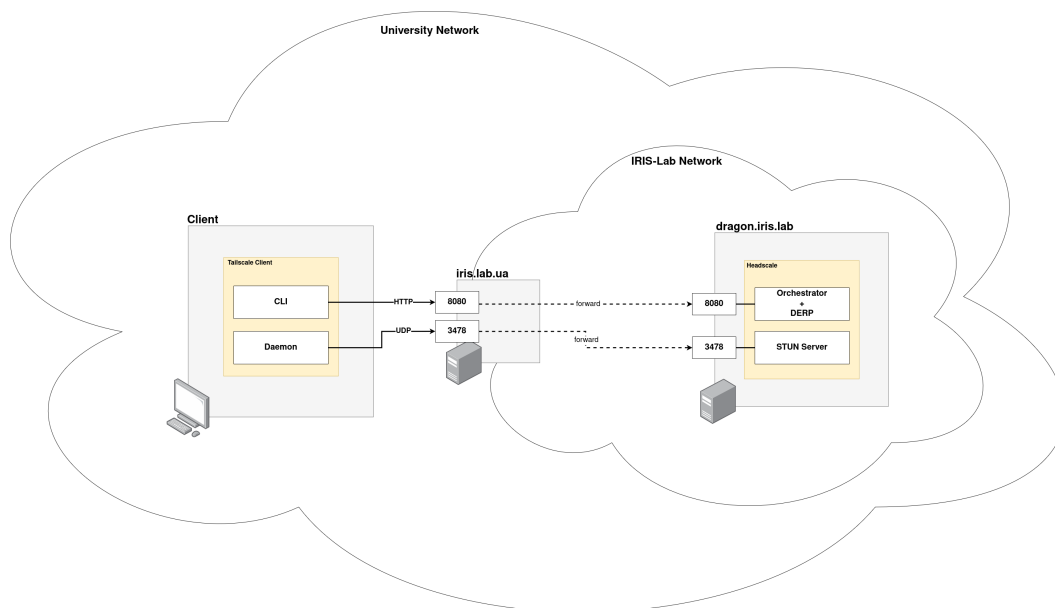 University Network
IRIS-Lab Network
Client
dragon.iris.lab
Tailscale Client
Headscale
iris.lab.ua
CLI
HTTP
8080
forward
8080
Orchestrator
+
DERP
Daemon
UDP
3478
forward
3478
STUN Server